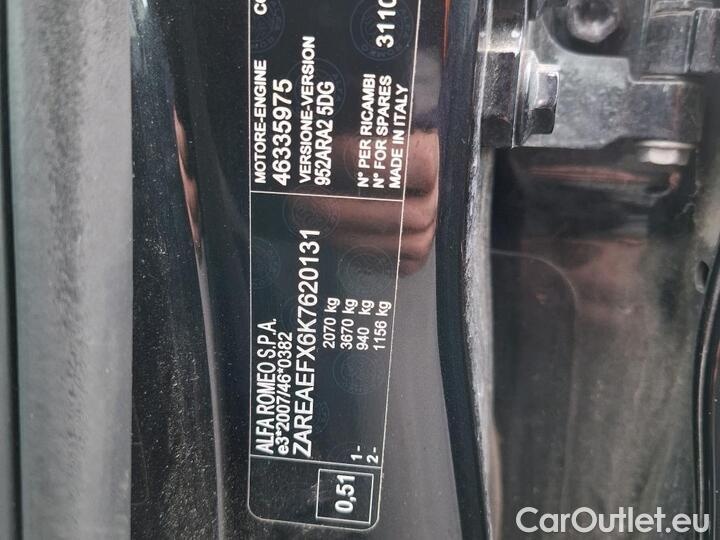 ALFA ROMEO S.P.A.
e3*2007/46*0382
ZAREAEFX6K7620131
2070 kg
3670 kg
1- 940 kg
2- 1156 kg
0,51
MOTORE-ENGINE
46335975
VERSIONE-VERSION
952ARA2 5DG
N° PER RICAMBI
N° FOR SPARES
MADE IN ITALY
CO
3110
CarOutlet.eu